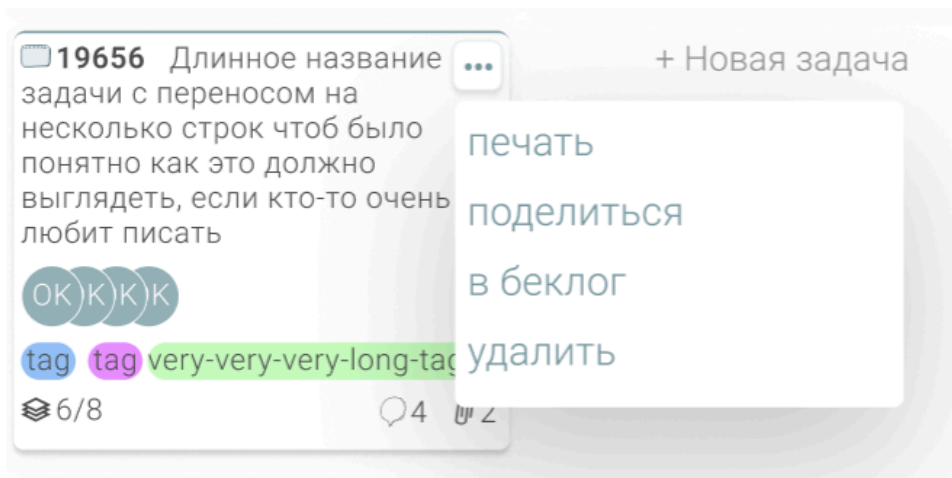 19656 Длинное название
задачи с переносом на
несколько строк чтоб было
понятно как это должно
выглядеть, если кто-то очень
любит писать
OK K K K
tag tag very-very-very-long-tag
6/8 4 2
+ Новая задача
печать
поделиться
в беклог
удалить